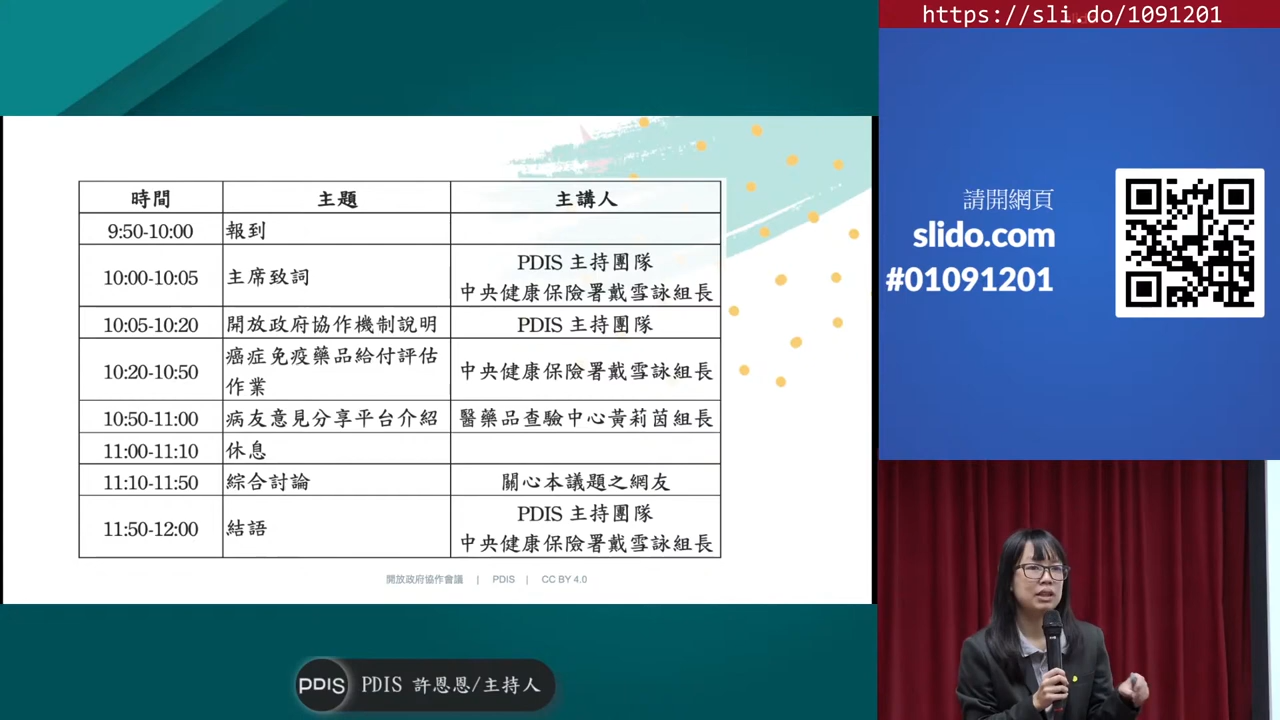 https://sli.do/1091201
請開網頁
slido.com
#01091201
時間 主題 主講人
9:50-10:00 報到
10:00-10:05 主席致詞 PDIS 主持團隊
中央健康保險署戴雪詠組長
10:05-10:20 開放政府協作機制說明 PDIS 主持團隊
10:20-10:50 癌症免疫藥品給付評估
作業 中央健康保險署戴雪詠組長
10:50-11:00 病友意見分享平台介紹 醫藥品查驗中心黃莉茵組長
11:00-11:10 休息
11:10-11:50 綜合討論 關心本議題之網友
11:50-12:00 結語 PDIS 主持團隊
中央健康保險署戴雪詠組長
開放政府協作會議 | PDIS | CC BY 4.0
PDIS PDIS 許恩恩/主持人